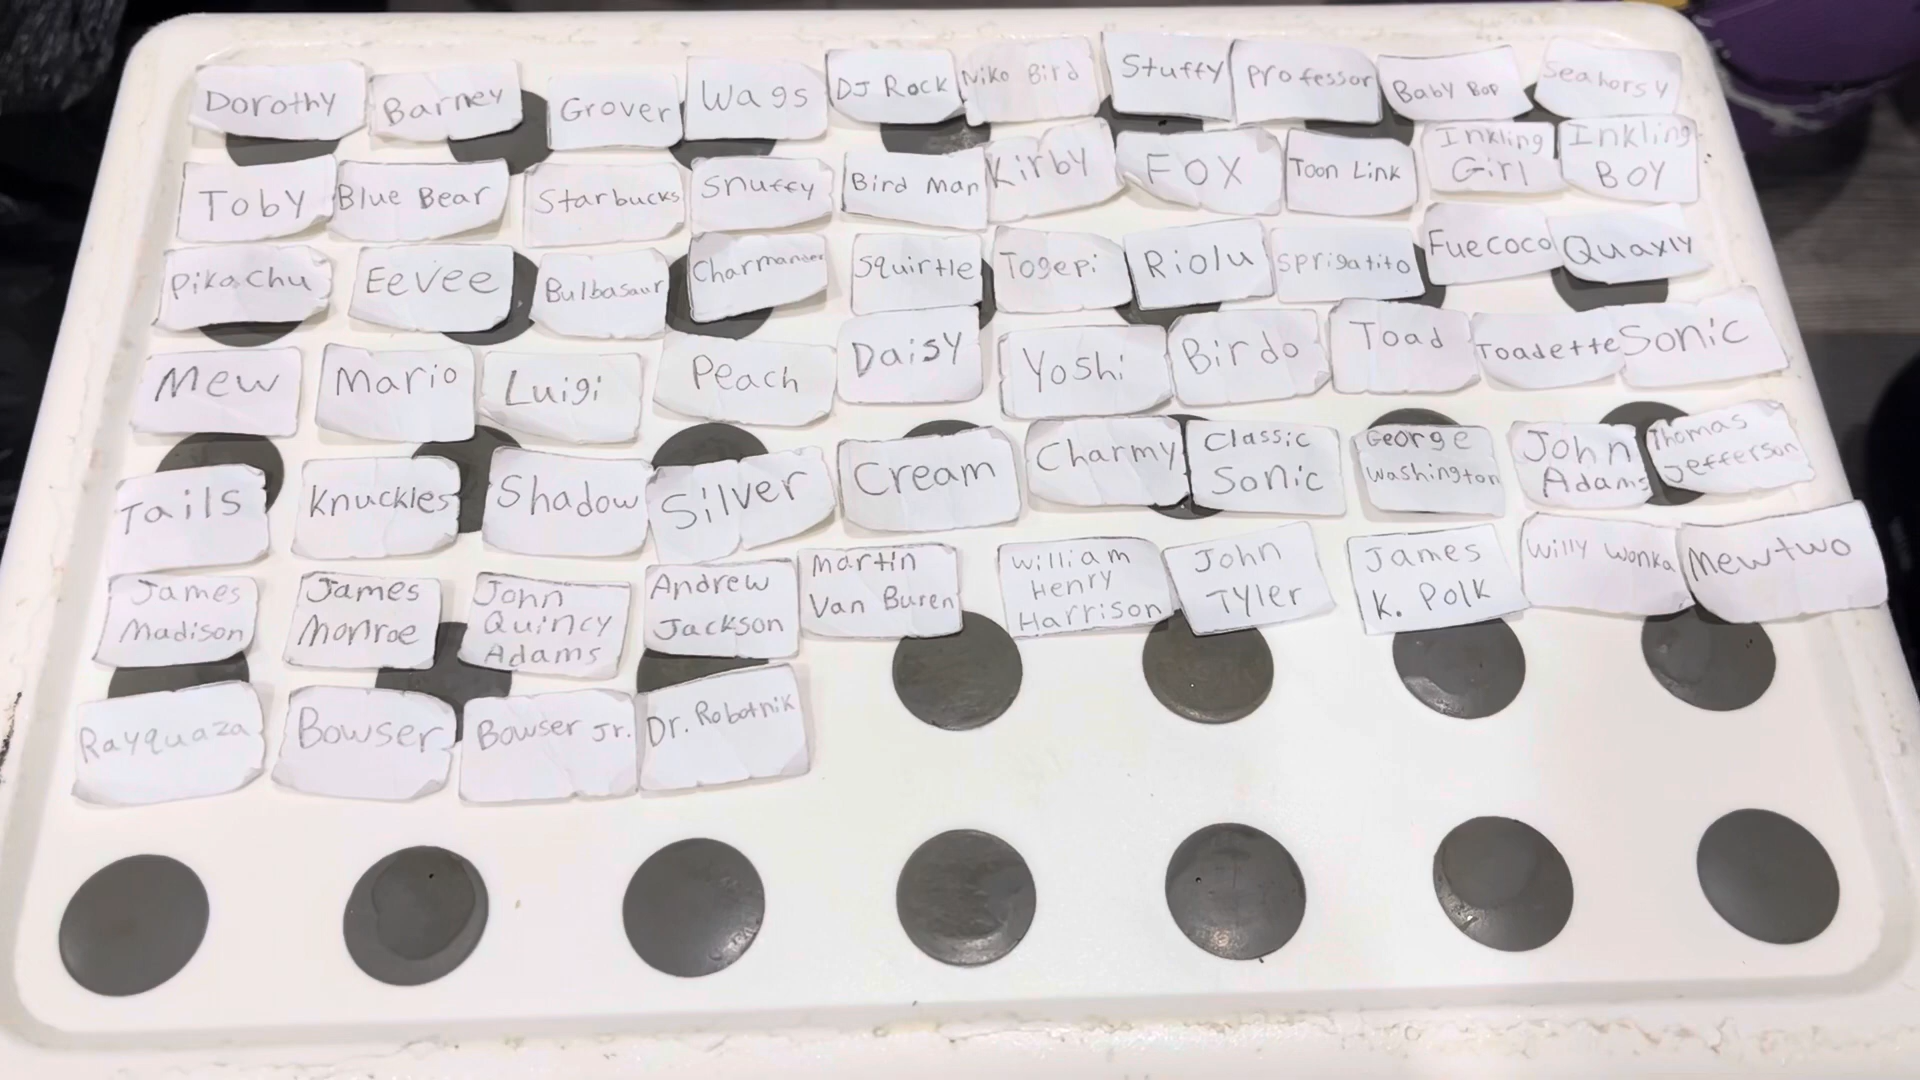 Dorothy
Barney
Grover
Wags
DJ Rock
Niko Bird
Stuffy
Professor
Baby Bop
Seahorsy
Toby
Blue Bear
Starbucks
Snuffy
Bird Man
Kirby
FOX
Toon Link
Inkling
Girl
Inkling
BOY
Pikachu
Eevee
Bulbasaur
Charmander
Squirtle
Togepi
Riolu
Sprigatito
Fuecoco
Quaxly
Mew
Mario
Luigi
Peach
Daisy
Yoshi
Birdo
Toad
Toadette
Sonic
Tails
Knuckles
Shadow
Silver
Cream
Charmy
Classic
Sonic
George
Washington
John
Adams
Thomas
Jefferson
James
Madison
James
Monroe
John
Quincy
Adams
Andrew
Jackson
Martin
Van Buren
William
Henry
Harrison
John
Tyler
James
K. Polk
Willy Wonka
Mewtwo
Rayquaza
Bowser
Bowser Jr.
Dr. Robotnik